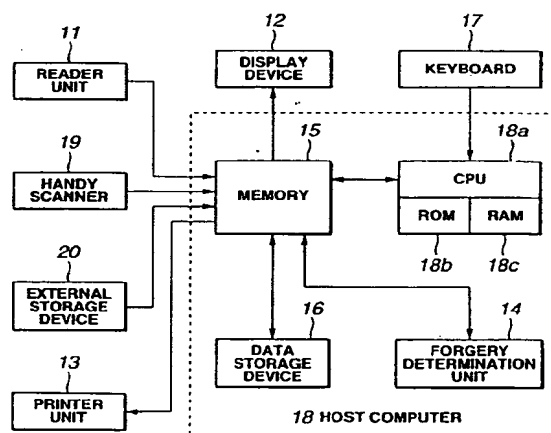 11
READER
UNIT
12
DISPLAY
DEVICE
17
KEYBOARD
19
HANDY
SCANNER
15
MEMORY
18a
CPU
ROM
RAM
18b
18c
20
EXTERNAL
STORAGE
DEVICE
16
DATA
STORAGE
DEVICE
14
FORGERY
DETERMINATION
UNIT
13
PRINTER
UNIT
18 HOST COMPUTER